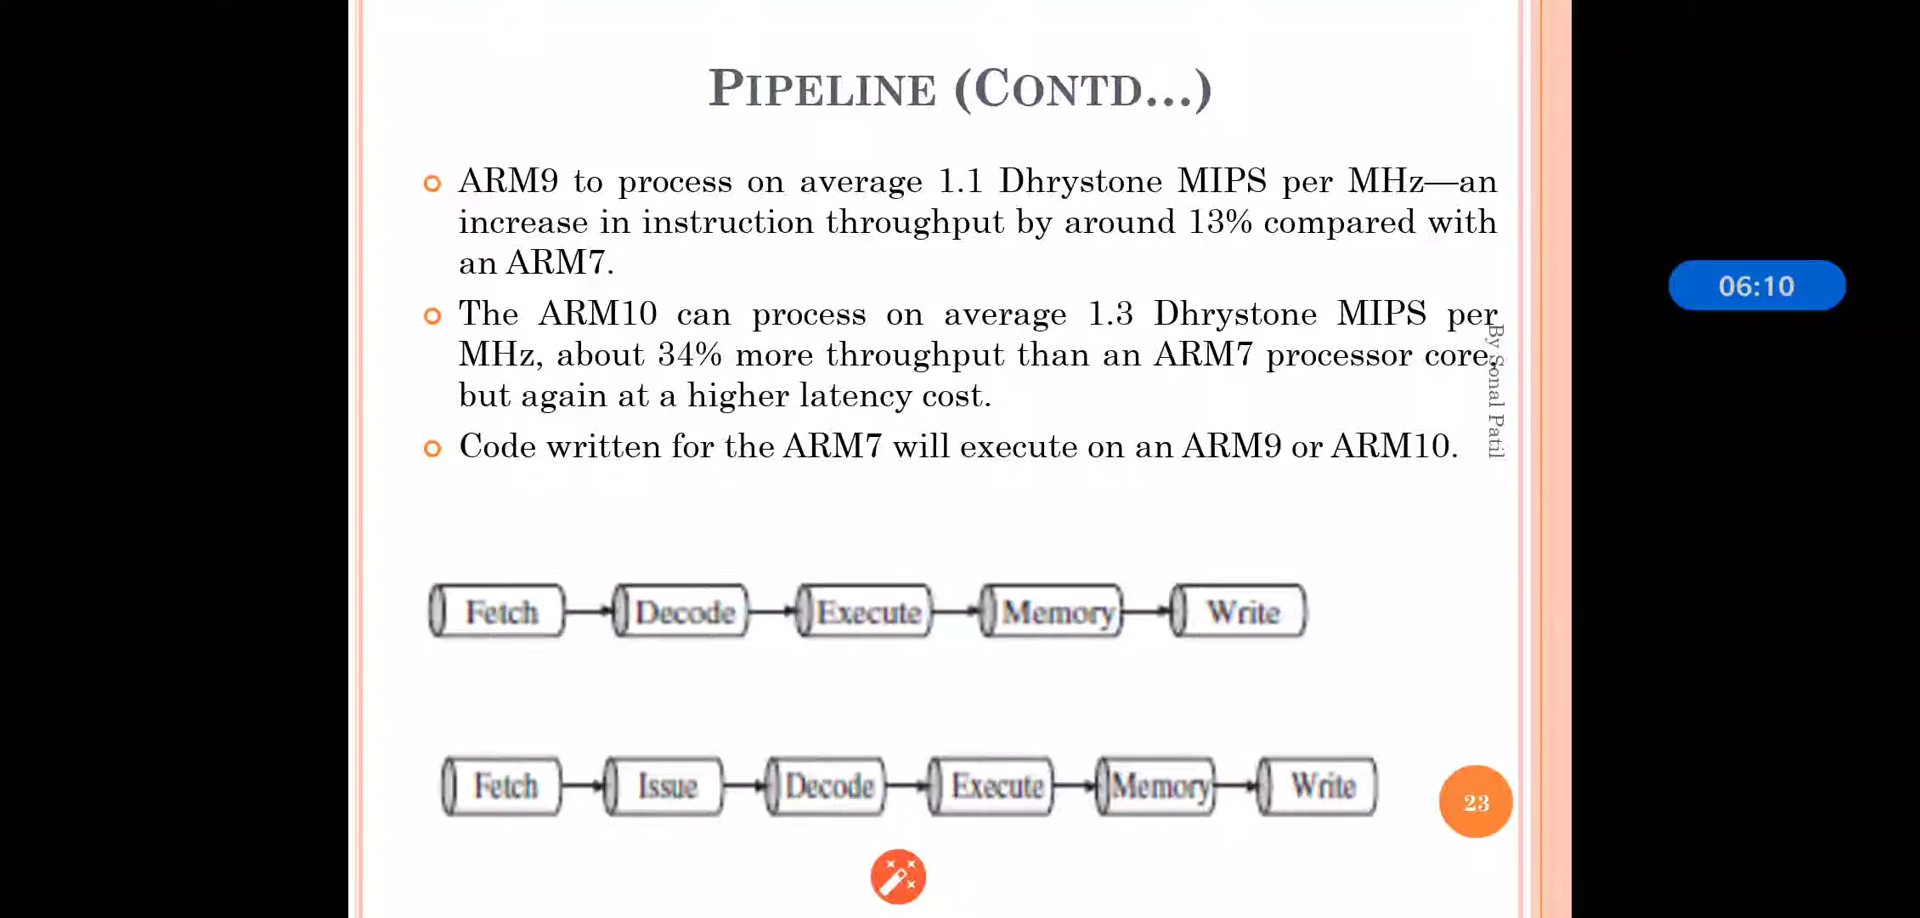 PIPELINE (CONTD...)
ARM9 to process on average 1.1 Dhrystone MIPS per MHz—an
increase in instruction throughput by around 13% compared with
an ARM7.
The ARM10 can process on average 1.3 Dhrystone MIPS per
MHz, about 34% more throughput than an ARM7 processor core,
but again at a higher latency cost.
Code written for the ARM7 will execute on an ARM9 or ARM10.
By Sonal Patil
06:10
Fetch Decode Execute Memory Write
Fetch Issue Decode Execute Memory Write
23